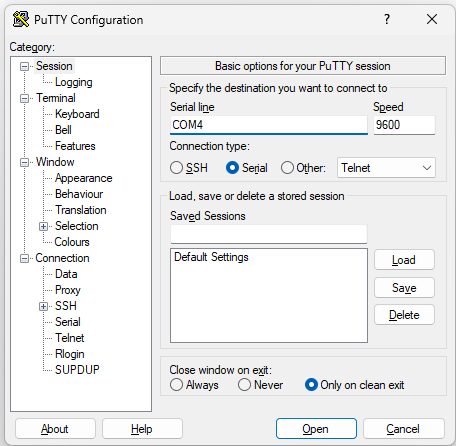 PuTTY Configuration
?
Category:
Session
Logging
Terminal
Keyboard
Bell
Features
Window
Appearance
Behaviour
Translation
Selection
Colours
Connection
Data
Proxy
SSH
Serial
Telnet
Rlogin
SUPDUP
Basic options for your PuTTY session
Specify the destination you want to connect to
Serial line Speed
COM4 9600
Connection type:
SSH Serial Other: Telnet
Load, save or delete a stored session
Saved Sessions
Default Settings
Load
Save
Delete
Close window on exit:
Always Never Only on clean exit
About Help Open Cancel